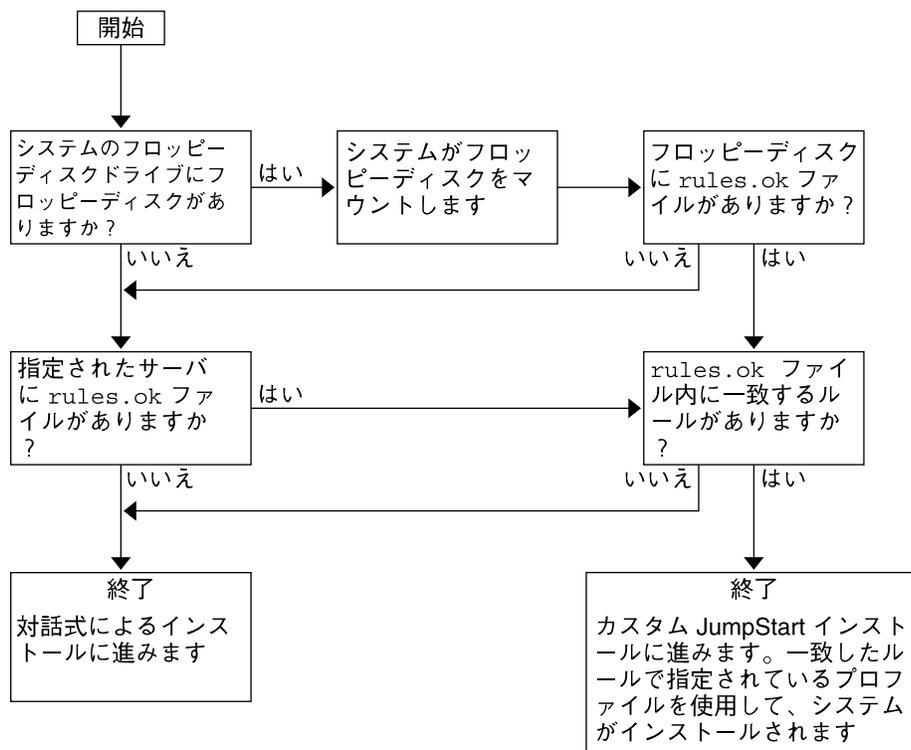 開始
システムのフロッピー
ディスクドライブにフ
ロッピーディスクがあ
りますか？
はい
システムがフロッ
ピーディスクをマ
ウントします
フロッピーディスク
に rules.ok ファ
イルがありますか？
いいえ
いいえ
はい
指定されたサーバ
に rules.ok ファ
イルがありますか
？
はい
rules.ok ファイ
ル内に一致するル
ールがありますか
？
いいえ
いいえ
はい
終了
対話式によるインス
トールに進みます
終了
カスタム JumpStart インスト
ールに進みます。一致したル
ールで指定されているプロフ
ァイルを使用して、システム
がインストールされます